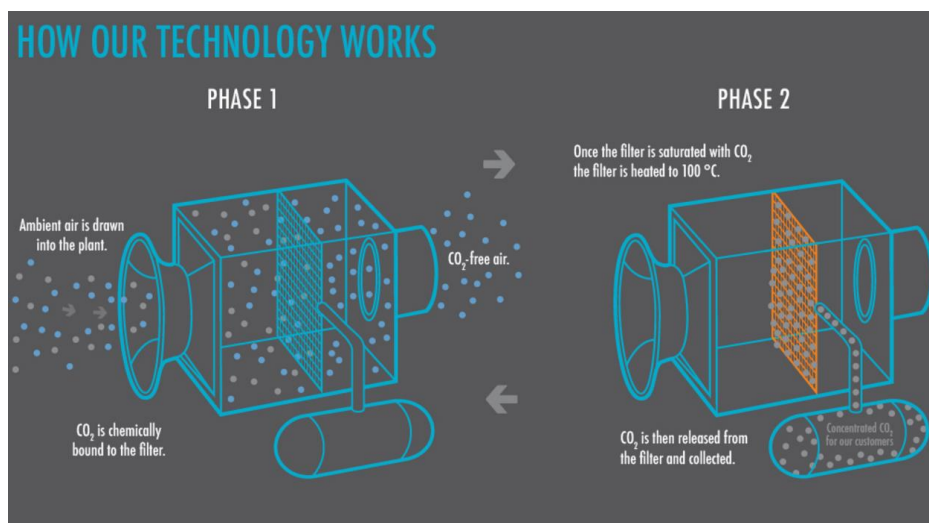 HOW OUR TECHNOLOGY WORKS
PHASE 1
Ambient air is drawn
into the plant.
CO₂-free air.
CO₂ is chemically
bound to the filter.
PHASE 2
Once the filter is saturated with CO₂
the filter is heated to 100 °C.
CO₂ is then released from
the filter and collected.
Concentrated CO₂
for our customers